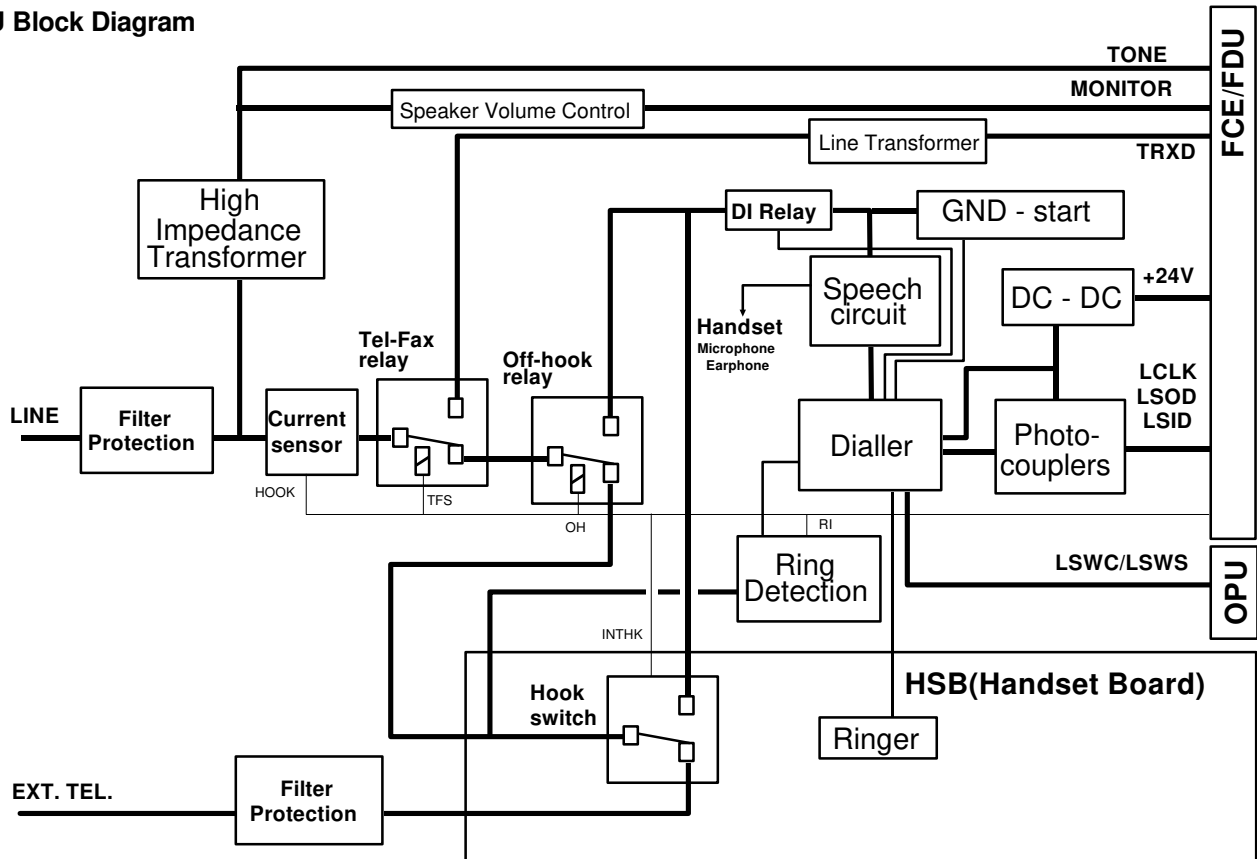 J Block Diagram
TONE
MONITOR
Speaker Volume Control
Line Transformer
TRXD
FCE/FDU
High
Impedance
Transformer
DI Relay
GND - start
Speech
circuit
+24V
DC - DC
Handset
Microphone
Earphone
Tel-Fax
relay
Off-hook
relay
LCLK
LSOD
LSID
LINE
Filter
Protection
Current
sensor
Dialler
Photo-
couplers
HOOK
TFS
OH
RI
Ring
Detection
LSWC/LSWS
OPU
INTHK
HSB(Handset Board)
Hook
switch
Ringer
EXT. TEL.
Filter
Protection